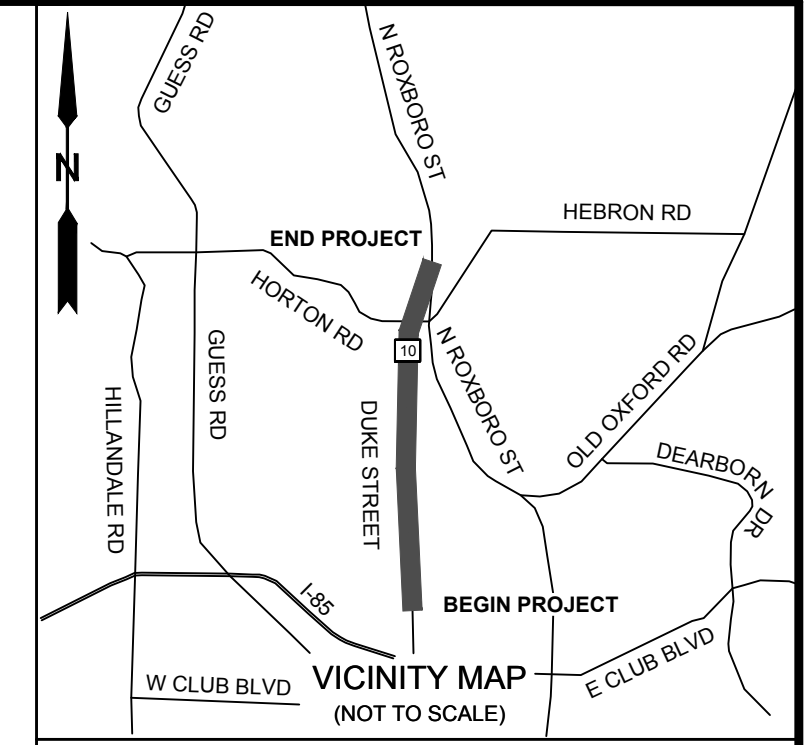 GUESS RD
N ROXBORO ST
N
HEBRON RD
END PROJECT
HORTON RD
10
GUESS RD
N ROXBORO ST
OLD OXFORD RD
HILLANDALE RD
DUKE STREET
DEARBORN DR
I-85
BEGIN PROJECT
W CLUB BLVD
VICINITY MAP
E CLUB BLVD
(NOT TO SCALE)